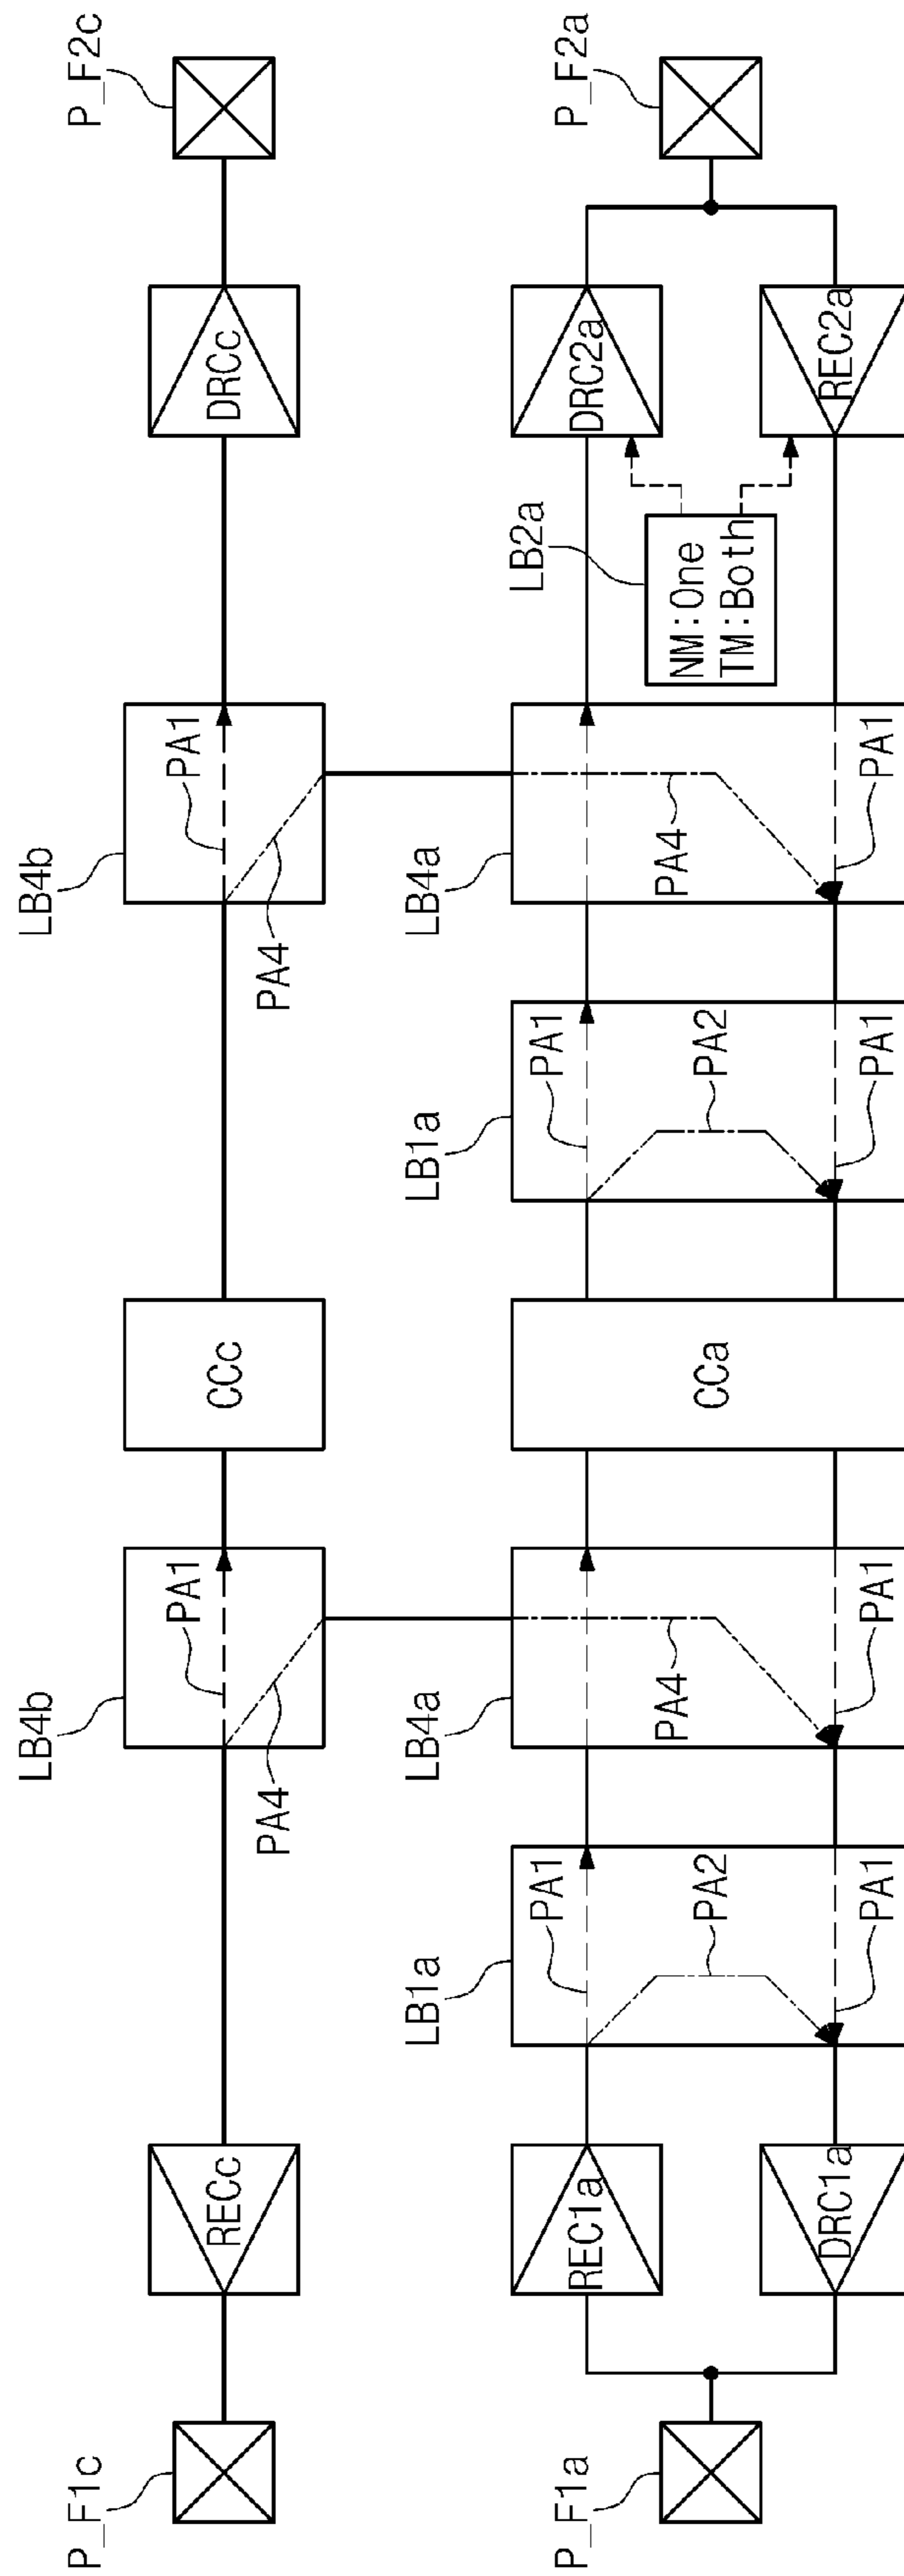 P_F1c
RECc
LB4b
PA1
PA4
CCc
LB4b
PA1
PA4
DRCc
P_F2c
P_F1a
REC1a
DRC1a
LB1a
PA1
PA2
PA1
LB4a
PA4
PA1
CCa
LB1a
PA1
PA2
PA1
LB4a
PA4
PA1
LB2a
NM:One
TM:Both
DRC2a
REC2a
P_F2a